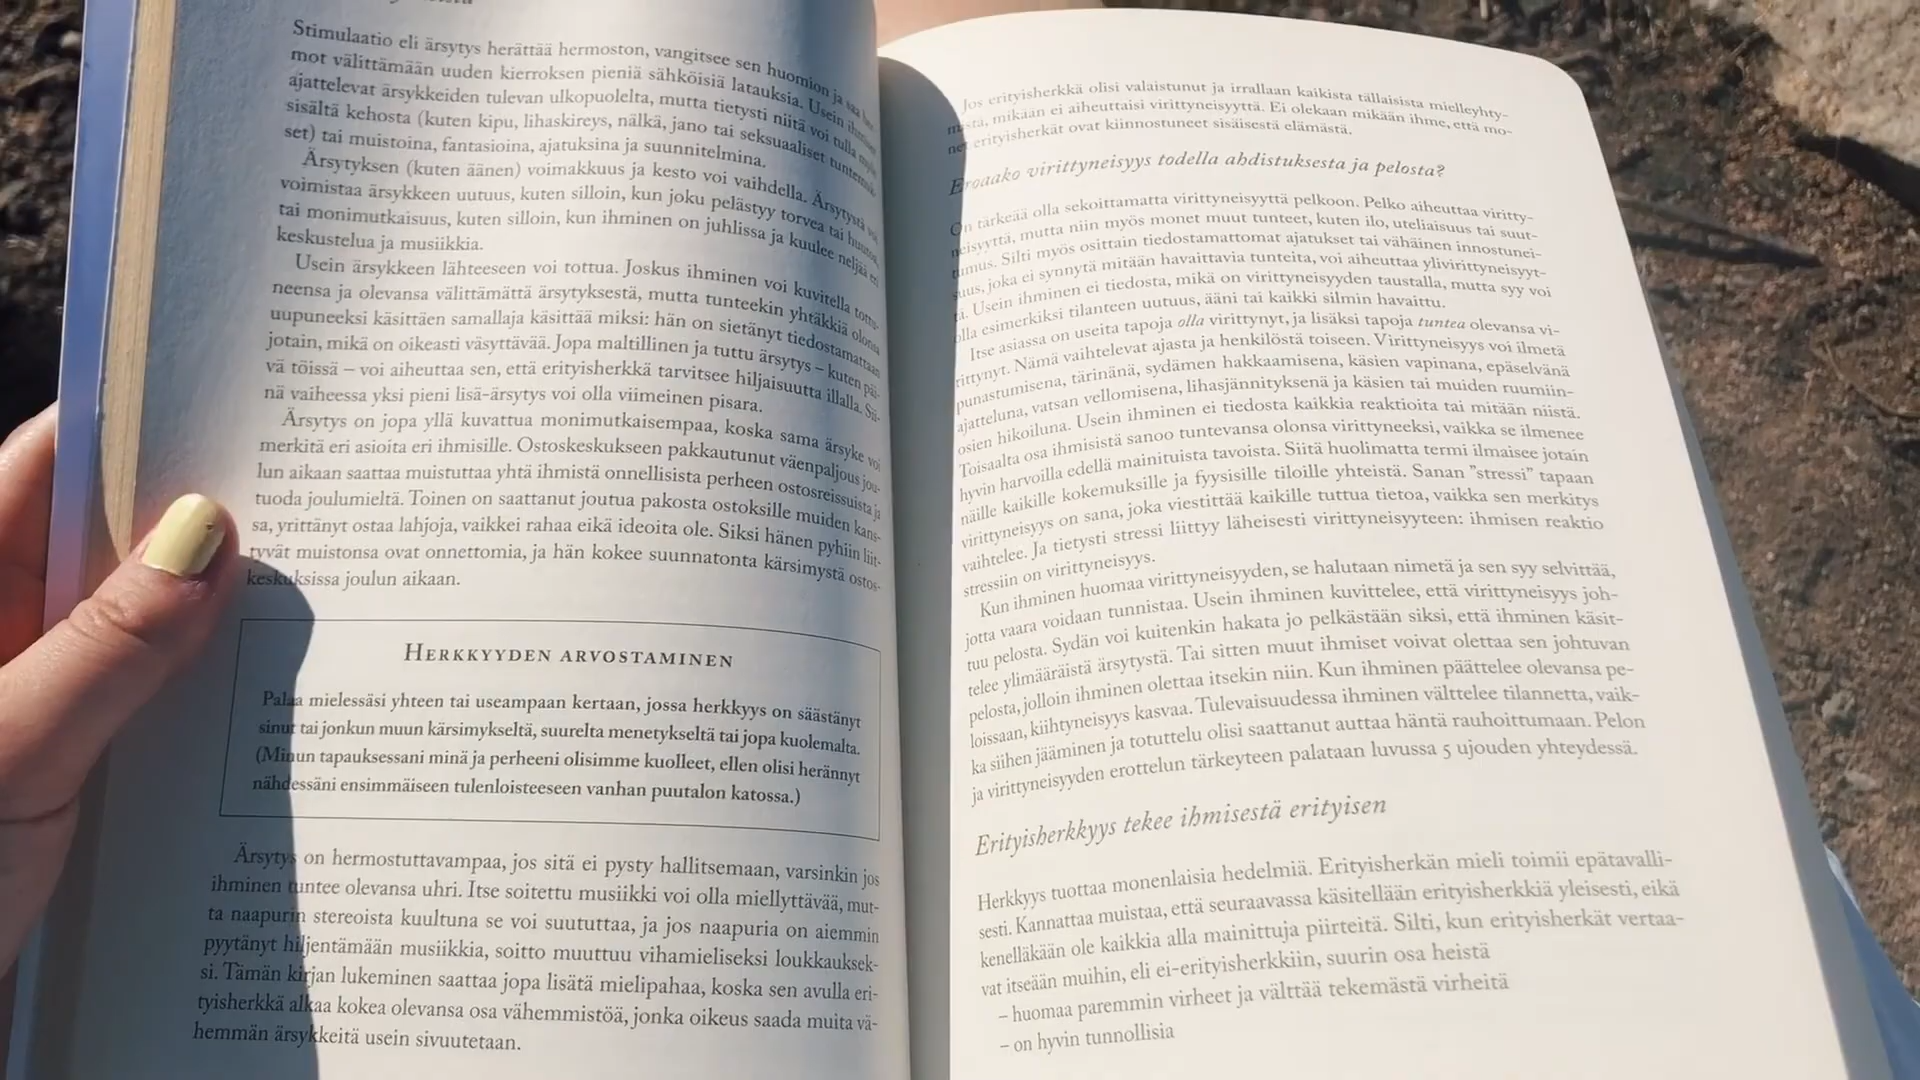 Stimulaatio eli ärsytys herättää hermoston, vangitsee sen huomion ja saa
mot välittämään uuden kierroksen pieniä sähköisiä latauksia. Usein
ajattelevat ärsykkeiden tulevan ulkopuolelta, mutta tietysti niitä voi tulla
sisältä kehosta (kuten kipu, lihaskireys, nälkä, jano tai seksuaaliset tuntemuk-
set) tai muistoina, fantasioina, ajatuksina ja suunnitelmina.
Ärsytyksen (kuten äänen) voimakkuus ja kesto voi vaihdella. Ärsytystä voi
voimistaa ärsykkeen uutuus, kuten silloin, kun joku pelästyy torvea tai huutoa,
tai monimutkaisuus, kuten silloin, kun ihminen on juhlissa ja kuulee neljää eri
keskustelua ja musiikkia.
Usein ärsykkeen lähteeseen voi tottua. Joskus ihminen voi kuvitella tottu-
neensa ja olevansa välittämättä ärsytyksestä, mutta tunteekin yhtäkkiä olonsa
uupuneeksi käsittäen samallaja käsittää miksi: hän on sietänyt tiedostamattaan
jotain, mikä on oikeasti väsyttävää. Jopa maltillinen ja tuttu ärsytys – kuten päi-
vä töissä – voi aiheuttaa sen, että erityisherkkä tarvitsee hiljaisuutta illalla. Sii-
nä vaiheessa yksi pieni lisä-ärsytys voi olla viimeinen pisara.
Ärsytys on jopa yllä kuvattua monimutkaisempaa, koska sama ärsyke voi
merkitä eri asioita eri ihmisille. Ostoskeskukseen pakkautunut väenpaljous jou-
lun aikaan saattaa muistuttaa yhtä ihmistä onnellisista perheen ostosreissuista ja
tuoda joulumieltä. Toinen on saattanut joutua pakosta ostoksille muiden kans-
sa, yrittänyt ostaa lahjoja, vaikkei rahaa eikä ideoita ole. Siksi hänen pyhiin liit-
tyvät muistonsa ovat onnettomia, ja hän kokee suunnatonta kärsimystä ostos-
keskuksissa joulun aikaan.
HERKKYYDEN ARVOSTAMINEN
Palaa mielessäsi yhteen tai useampaan kertaan, jossa herkkyys on säästänyt
sinut tai jonkun muun kärsimykseltä, suurelta menetykseltä tai jopa kuolemalta.
(Minun tapauksessani minä ja perheeni olisimme kuolleet, ellen olisi herännyt
nähdessäni ensimmäiseen tulenloisteeseen vanhan puutalon katossa.)
Ärsytys on hermostuttavampaa, jos sitä ei pysty hallitsemaan, varsinkin jos
ihminen tuntee olevansa uhri. Itse soitettu musiikki voi olla miellyttävää, mut-
ta naapurin stereoista kuultuna se voi suututtaa, ja jos naapuria on aiemmin
pyytänyt hiljentämään musiikkia, soitto muuttuu vihamieliseksi loukkauksek-
si. Tämän kirjan lukeminen saattaa jopa lisätä mielipahaa, koska sen avulla eri-
tyisherkkä alkaa kokea olevansa osa vähemmistöä, jonka oikeus saada muita vä-
hemmän ärsykkeitä usein sivuutetaan.
Jos erityisherkkä olisi valaistunut ja irrallaan kaikista tällaisista mielleyhty-
mistä, mikään ei aiheuttaisi virittyneisyyttä. Ei olekaan mikään ihme, että mo-
net erityisherkät ovat kiinnostuneet sisäisestä elämästä.
Eroaako virittyneisyys todella ahdistuksesta ja pelosta?
On tärkeää olla sekoittamatta virittyneisyyttä pelkoon. Pelko aiheuttaa viritty-
neisyyttä, mutta niin myös monet muut tunteet, kuten ilo, uteliaisuus tai suut-
tumus. Silti myös osittain tiedostamattomat ajatukset tai vähäinen innostunei-
suus, joka ei synnytä mitään havaittavia tunteita, voi aiheuttaa ylivirittyneisyyt-
tä. Usein ihminen ei tiedosta, mikä on virittyneisyyden taustalla, mutta syy voi
olla esimerkiksi tilanteen uutuus, ääni tai kaikki silmin havaittu.
Itse asiassa on useita tapoja olla virittynyt, ja lisäksi tapoja tuntea olevansa vi-
rittynyt. Nämä vaihtelevat ajasta ja henkilöstä toiseen. Virittyneisyys voi ilmetä
punastumisena, tärinänä, sydämen hakkaamisena, käsien vapinana, epäselvänä
ajatteluna, vatsan vellomisena, lihasjännityksenä ja käsien tai muiden ruumiin-
osien hikoiluna. Usein ihminen ei tiedosta kaikkia reaktioita tai mitään niistä.
Toisaalta osa ihmisistä sanoo tuntevansa olonsa virittyneeksi, vaikka se ilmenee
hyvin harvoilla edellä mainituista tavoista. Siitä huolimatta termi ilmaisee jotain
näille kaikille kokemuksille ja fyysisille tiloille yhteistä. Sanan "stressi" tapaan
virittyneisyys on sana, joka viestittää kaikille tuttua tietoa, vaikka sen merkitys
vaihtelee. Ja tietysti stressi liittyy läheisesti virittyneisyyteen: ihmisen reaktio
stressiin on virittyneisyys.
Kun ihminen huomaa virittyneisyyden, se halutaan nimetä ja sen syy selvittää,
jotta vaara voidaan tunnistaa. Usein ihminen kuvittelee, että virittyneisyys joh-
tuu pelosta. Sydän voi kuitenkin hakata jo pelkästään siksi, että ihminen käsit-
telee ylimääräistä ärsytystä. Tai sitten muut ihmiset voivat olettaa sen johtuvan
pelosta, jolloin ihminen olettaa itsekin niin. Kun ihminen päättelee olevansa pe-
loissaan, kiihtyneisyys kasvaa. Tulevaisuudessa ihminen välttelee tilannetta, vaik-
ka siihen jääminen ja totuttelu olisi saattanut auttaa häntä rauhoittumaan. Pelon
ja virittyneisyyden erottelun tärkeyteen palataan luvussa 5 ujouden yhteydessä.
Erityisherkkyys tekee ihmisestä erityisen
Herkkyys tuottaa monenlaisia hedelmiä. Erityisherkän mieli toimii epätavalli-
sesti. Kannattaa muistaa, että seuraavassa käsitellään erityisherkkiä yleisesti, eikä
kenelläkään ole kaikkia alla mainittuja piirteitä. Silti, kun erityisherkät vertaa-
vat itseään muihin, eli ei-erityisherkkiin, suurin osa heistä
– huomaa paremmin virheet ja välttää tekemästä virheitä
– on hyvin tunnollisia